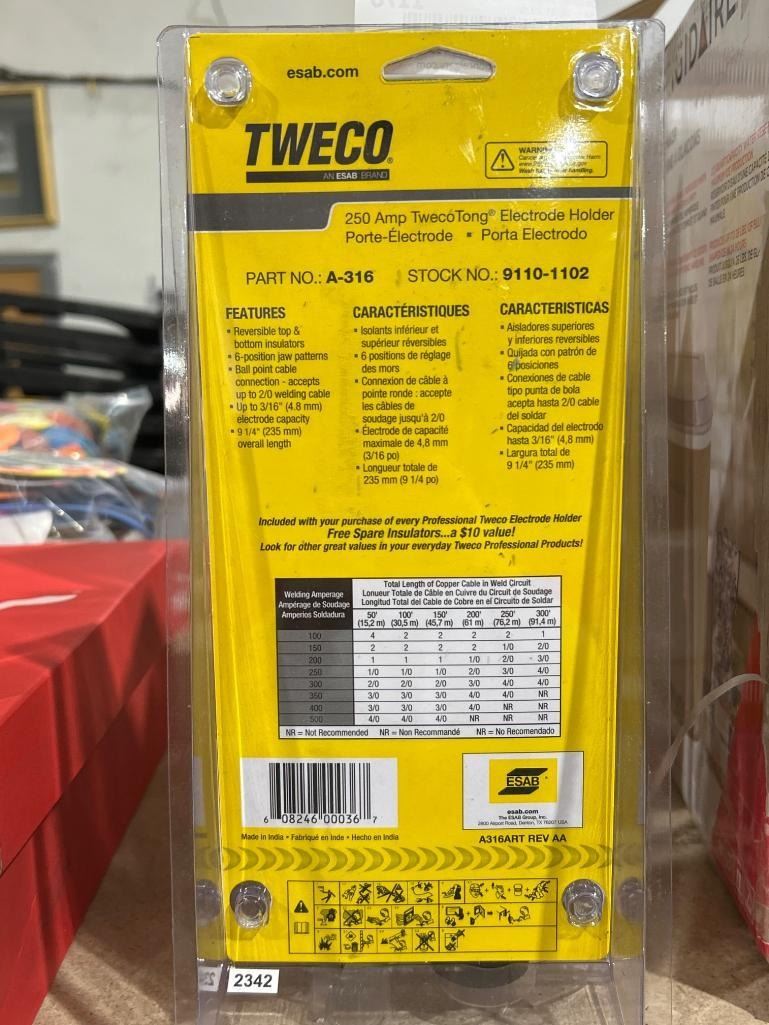 esab.com
TWECO®
AN ESAB BRAND
250 Amp TwecoTong® Electrode Holder
Porte-Électrode ▪ Porta Electrodo
PART NO.: A-316 STOCK NO.: 9110-1102
FEATURES
▪ Reversible top &
bottom insulators
▪ 6-position jaw patterns
▪ Ball point cable
connection - accepts
up to 2/0 welding cable
▪ Up to 3/16" (4.8 mm)
electrode capacity
▪ 9 1/4" (235 mm)
overall length
CARACTÉRISTIQUES
▪ Isolants inférieur et
supérieur réversibles
▪ 6 positions de réglage
des mors
▪ Connexion de câble à
pointe ronde : accepte
les câbles de
soudage jusqu'à 2/0
▪ Électrode de capacité
maximale de 4,8 mm
(3/16 po)
▪ Longueur totale de
235 mm (9 1/4 po)
CARACTERISTICAS
▪ Aisladores superiores
y inferiores reversibles
▪ Quijada con patrón de
6 posiciones
▪ Conexiones de cable
tipo punta de bola
acepta hasta 2/0 cable
del soldar
▪ Capacidad del electrodo
hasta 3/16" (4,8 mm)
▪ Largura total de
9 1/4" (235 mm)
Included with your purchase of every Professional Tweco Electrode Holder
Free Spare Insulators...a $10 value!
Look for other great values in your everyday Tweco Professional Products!
Welding Amperage
Ampérage de Soudage
Amperios Soldadura
Total Length of Copper Cable in Weld Circuit
Lonueur Totale de Câble en Cuivre du Circuit de Soudage
Longitud Total del Cable de Cobre en el Circuito de Soldar
50' 100' 150' 200' 250' 300'
(15,2 m) (30,5 m) (45,7 m) (61 m) (76,2 m) (91,4 m)
100 4 2 2 2 2 1
150 2 2 2 2 1/0 2/0
200 1 1 1 1/0 2/0 3/0
250 1/0 1/0 1/0 2/0 3/0 4/0
300 2/0 2/0 2/0 3/0 4/0 4/0
350 3/0 3/0 3/0 4/0 4/0 NR
400 3/0 3/0 3/0 4/0 NR NR
500 4/0 4/0 4/0 NR NR NR
NR = Not Recommended NR = Non Recommandé NR = No Recomendado
6 08246 00036 7
ESAB
esab.com
The ESAB Group, Inc.
2800 Airport Road, Denton, TX 76207 USA
Made in India ▪ Fabriqué en Inde ▪ Hecho en India
A316ART REV AA
2342